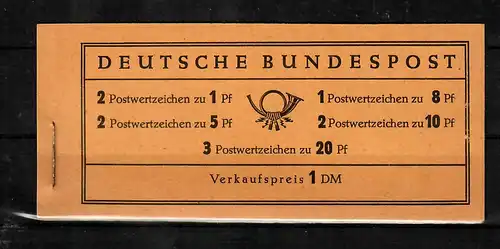 DEUTSCHE BUNDESPOST
2 Postwertzeichen zu 1 Pf 1 Postwertzeichen zu 8 Pf
2 Postwertzeichen zu 5 Pf 2 Postwertzeichen zu 10 Pf
3 Postwertzeichen zu 20 Pf
Verkaufspreis 1 DM